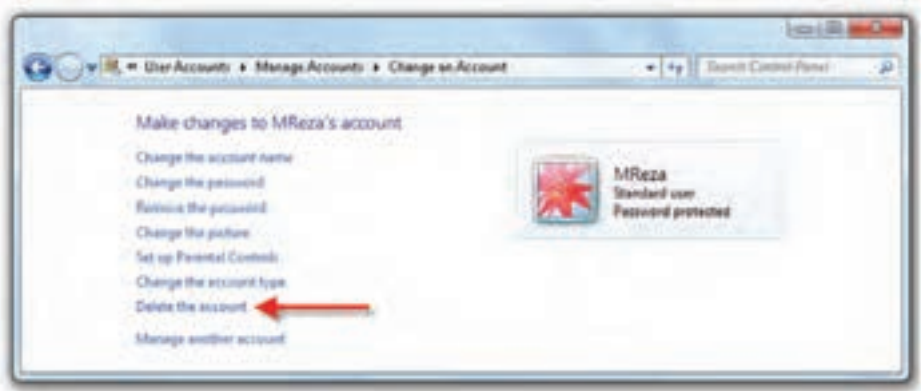 « User Accounts ▸ Manage Accounts ▸ Change an Account
Search Control Panel
Make changes to MReza's account
Change the account name
Change the password
Remove the password
Change the picture
Set up Parental Controls
Change the account type
Delete the account
Manage another account
MReza
Standard user
Password protected